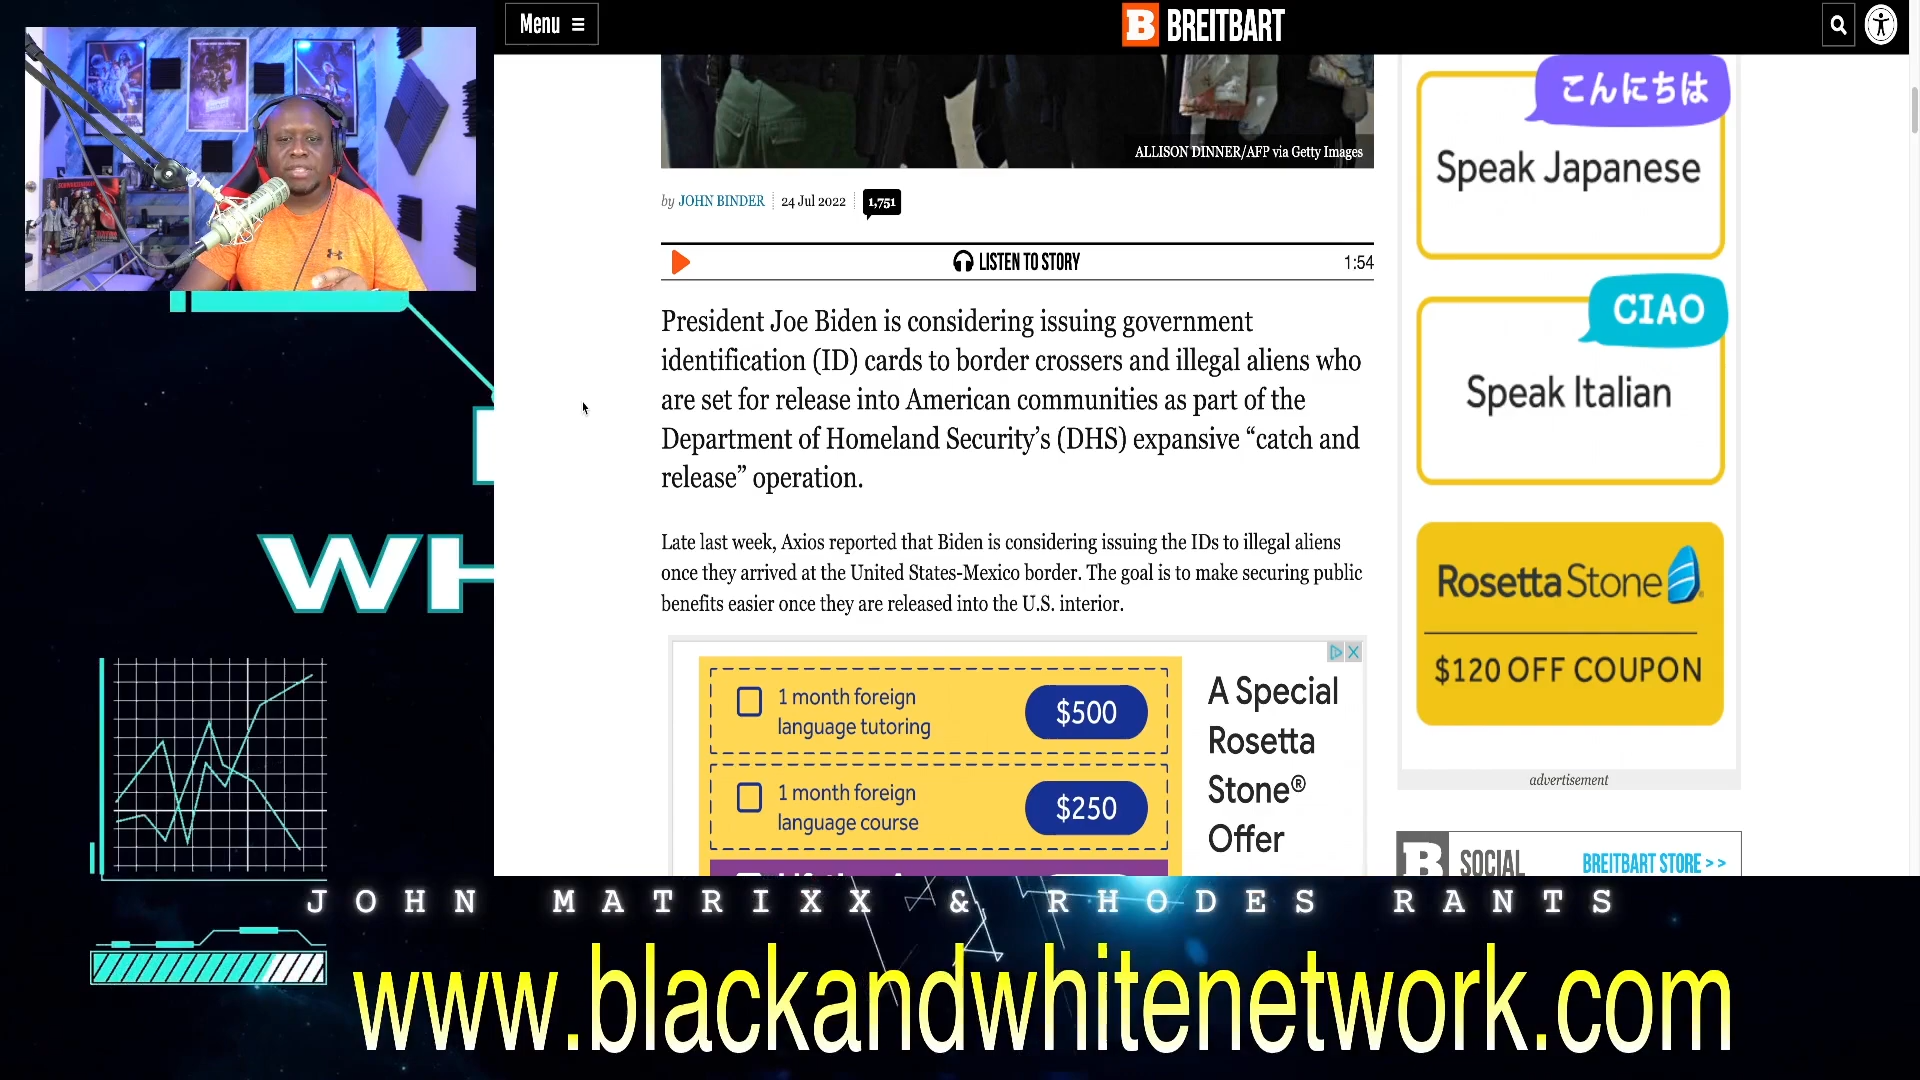 Menu
BREITBART
ALLISON DINNER/AFP via Getty Images
by JOHN BINDER 24 Jul 2022 1,751
LISTEN TO STORY 1:54
President Joe Biden is considering issuing government
identification (ID) cards to border crossers and illegal aliens who
are set for release into American communities as part of the
Department of Homeland Security’s (DHS) expansive “catch and
release” operation.
Late last week, Axios reported that Biden is considering issuing the IDs to illegal aliens
once they arrived at the United States-Mexico border. The goal is to make securing public
benefits easier once they are released into the U.S. interior.
1 month foreign
language tutoring
$500
1 month foreign
language course
$250
A Special
Rosetta
Stone®
Offer
こんにちは
Speak Japanese
CIAO
Speak Italian
RosettaStone
$120 OFF COUPON
advertisement
B SOCIAL BREITBART STORE >>
WH
JOHN MATRIXX & RHODES RANTS
www.blackandwhitenetwork.com